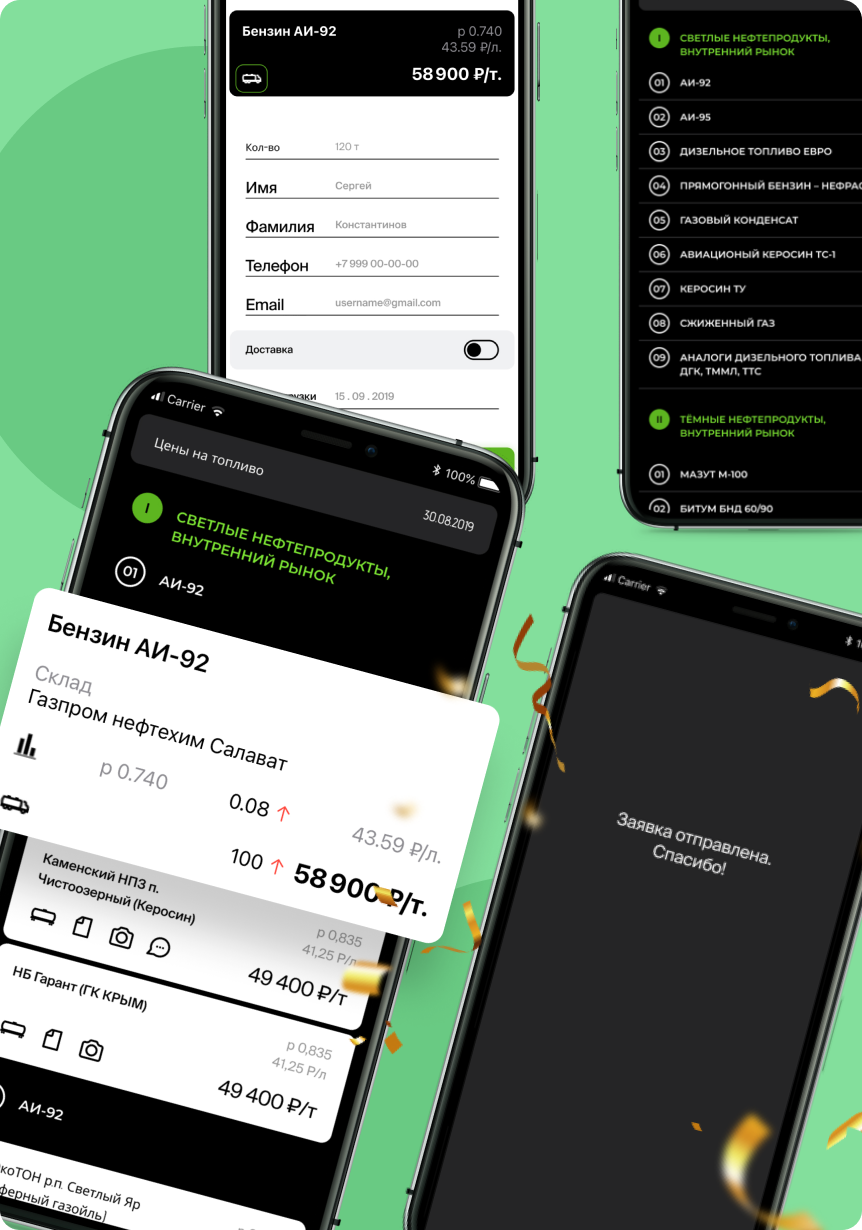 Бензин АИ-92
р 0.740
43.59 ₽/л.
58 900 ₽/т.
Кол-во
120 т
Имя
Сергей
Фамилия
Константинов
Телефон
+7 999 00-00-00
Email
username@gmail.com
Доставка
15 . 09 . 2019
I
СВЕТЛЫЕ НЕФТЕПРОДУКТЫ,
ВНУТРЕННИЙ РЫНОК
01 АИ-92
02 АИ-95
03 ДИЗЕЛЬНОЕ ТОПЛИВО ЕВРО
04 ПРЯМОГОННЫЙ БЕНЗИН – НЕФРАС
05 ГАЗОВЫЙ КОНДЕНСАТ
06 АВИАЦИОНЫЙ КЕРОСИН ТС-1
07 КЕРОСИН ТУ
08 СЖИЖЕННЫЙ ГАЗ
09 АНАЛОГИ ДИЗЕЛЬНОГО ТОПЛИВА
ДГК, ТММЛ, ТТС
II
ТЁМНЫЕ НЕФТЕПРОДУКТЫ,
ВНУТРЕННИЙ РЫНОК
01 МАЗУТ М-100
02 БИТУМ БНД 60/90
Carrier
100%
Цены на топливо
30.08.2019
I
СВЕТЛЫЕ НЕФТЕПРОДУКТЫ,
ВНУТРЕННИЙ РЫНОК
01 АИ-92
Бензин АИ-92
Склад
Газпром нефтехим Салават
р 0.740
0.08 ↑
43.59 ₽/л.
100 ↑
58 900 ₽/т.
Каменский НПЗ п.
Чистоозерный (Керосин)
р 0,835
41,25 Р/л
49 400 ₽/т
НБ Гарант (ГК КРЫМ)
р 0,835
41,25 Р/л
49 400 ₽/т
АИ-92
р.п. Светлый Яр
газойль)
Carrier
Заявка отправлена.
Спасибо!